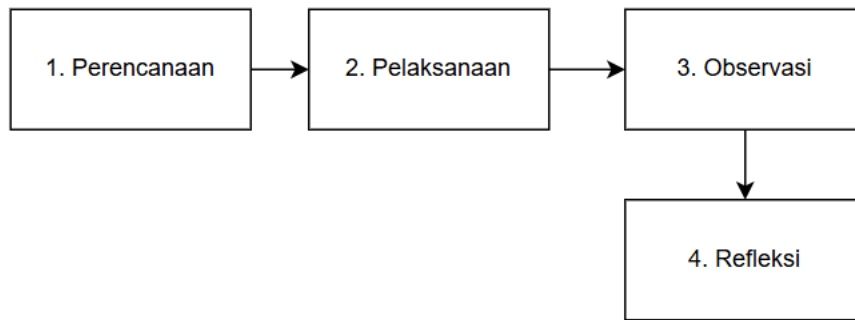 1. Perencanaan
2. Pelaksanaan
3. Observasi
4. Refleksi